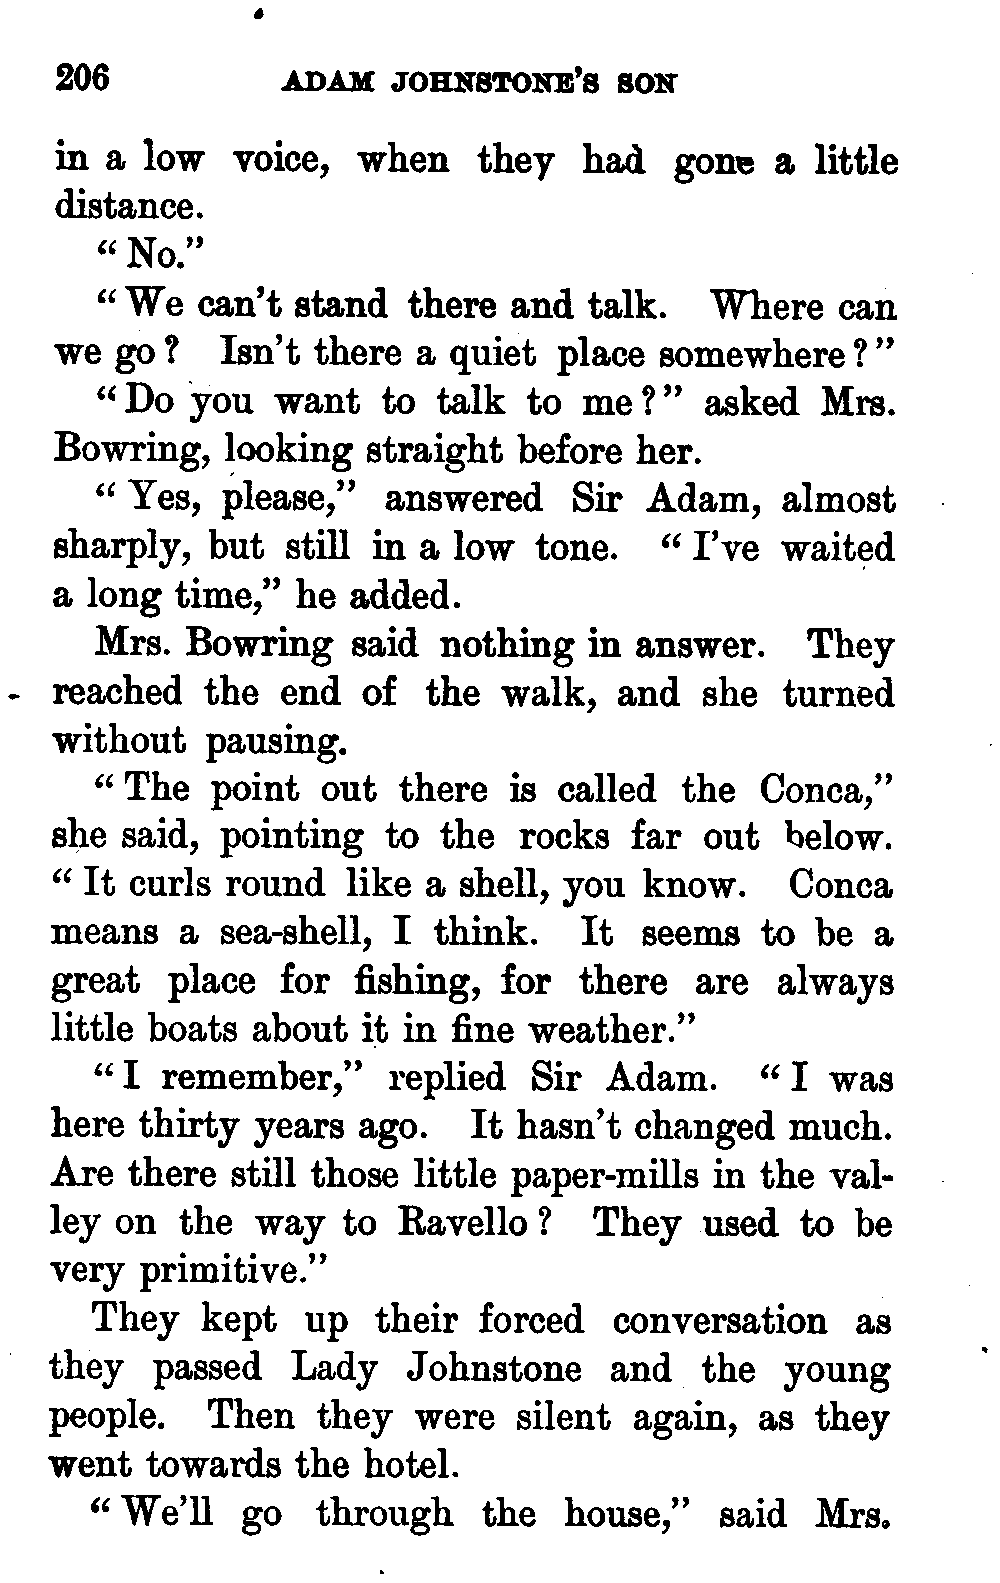 206 ADAM JOHNSTONE'S SON
in a low voice, when they had gone a little
distance.
"No."
"We can't stand there and talk. Where can
we go? Isn't there a quiet place somewhere?"
"Do you want to talk to me?" asked Mrs.
Bowring, looking straight before her.
"Yes, please," answered Sir Adam, almost
sharply, but still in a low tone. "I've waited
a long time," he added.
Mrs. Bowring said nothing in answer. They
reached the end of the walk, and she turned
without pausing.
"The point out there is called the Conca,"
she said, pointing to the rocks far out below.
"It curls round like a shell, you know. Conca
means a sea-shell, I think. It seems to be a
great place for fishing, for there are always
little boats about it in fine weather."
"I remember," replied Sir Adam. "I was
here thirty years ago. It hasn't changed much.
Are there still those little paper-mills in the val-
ley on the way to Ravello? They used to be
very primitive."
They kept up their forced conversation as
they passed Lady Johnstone and the young
people. Then they were silent again, as they
went towards the hotel.
"We'll go through the house," said Mrs.